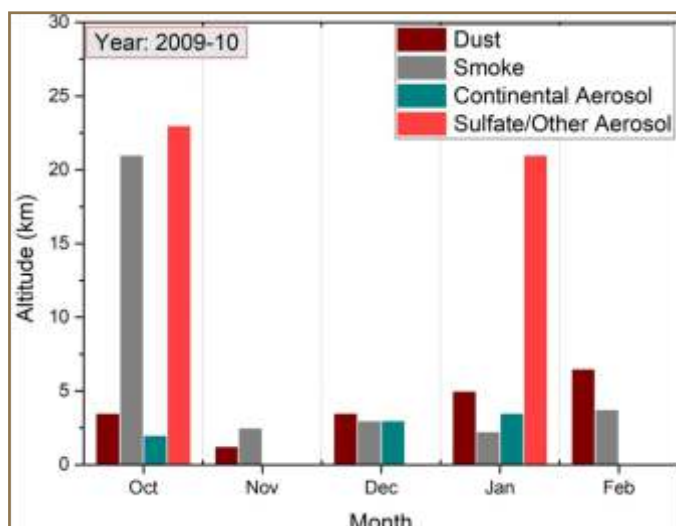 Year: 2009-10
Dust
Smoke
Continental Aerosol
Sulfate/Other Aerosol
Altitude (km)
30
25
20
15
10
5
0
Oct Nov Dec Jan Feb
Month